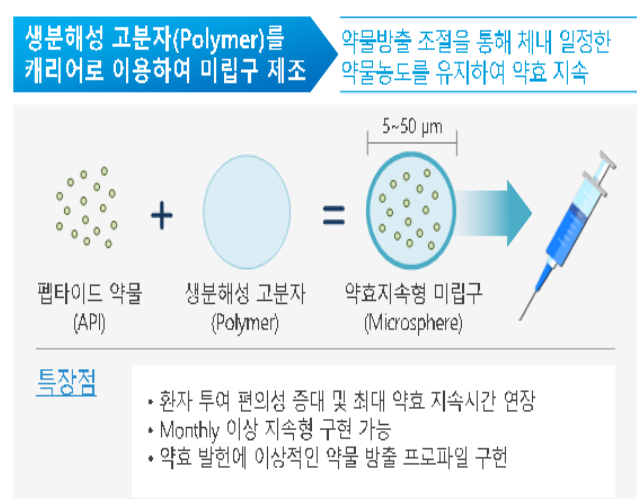 생분해성 고분자(Polymer)를
캐리어로 이용하여 미립구 제조
약물방출 조절을 통해 체내 일정한
약물농도를 유지하여 약효 지속
5~50 μm
+
=
펩타이드 약물
(API)
생분해성 고분자
(Polymer)
약효지속형 미립구
(Microsphere)
특장점
• 환자 투여 편의성 증대 및 최대 약효 지속시간 연장
• Monthly 이상 지속형 구현 가능
• 약효 발현에 이상적인 약물 방출 프로파일 구현